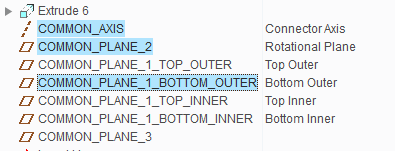 Extrude 6
COMMON_AXIS Connector Axis
COMMON_PLANE_2 Rotational Plane
COMMON_PLANE_1_TOP_OUTER Top Outer
COMMON_PLANE_1_BOTTOM_OUTER Bottom Outer
COMMON_PLANE_1_TOP_INNER Top Inner
COMMON_PLANE_1_BOTTOM_INNER Bottom Inner
COMMON_PLANE_3